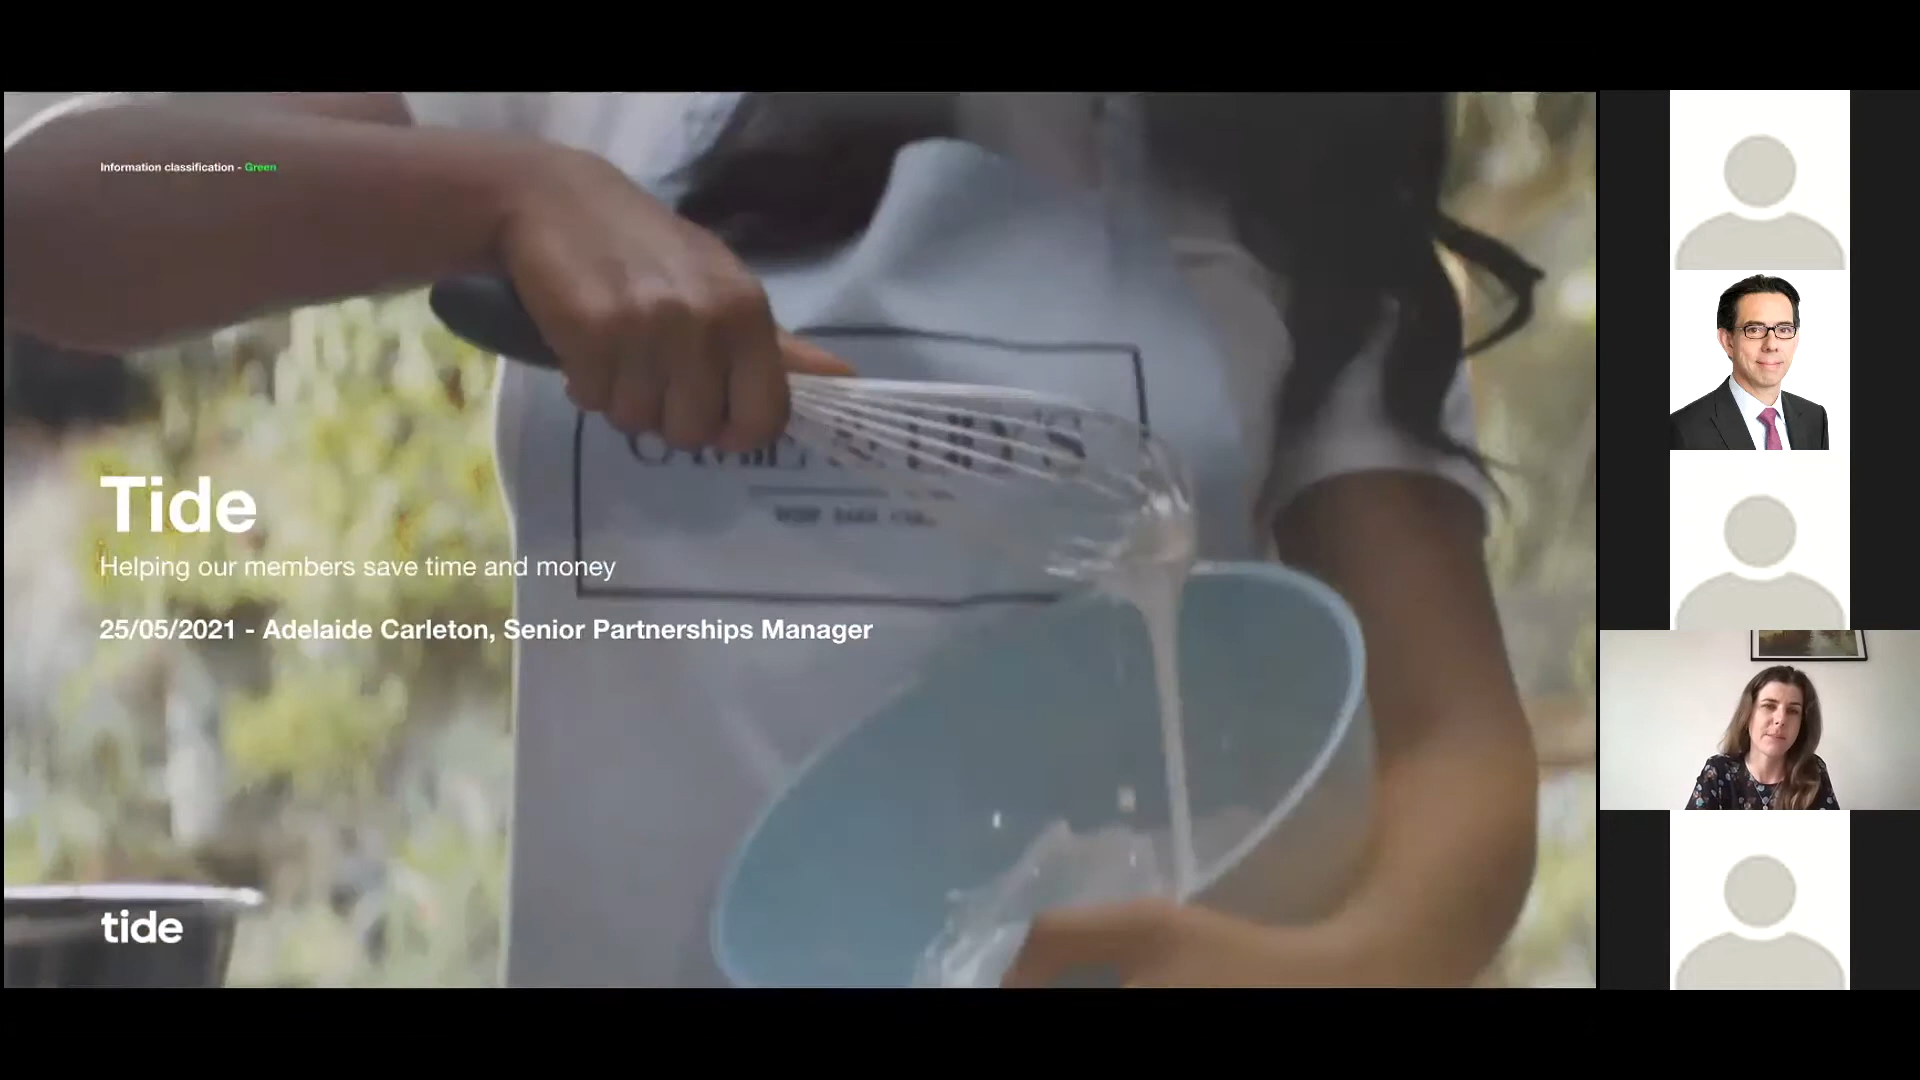 Information classification - Green
Tide
Helping our members save time and money
25/05/2021 - Adelaide Carleton, Senior Partnerships Manager
tide